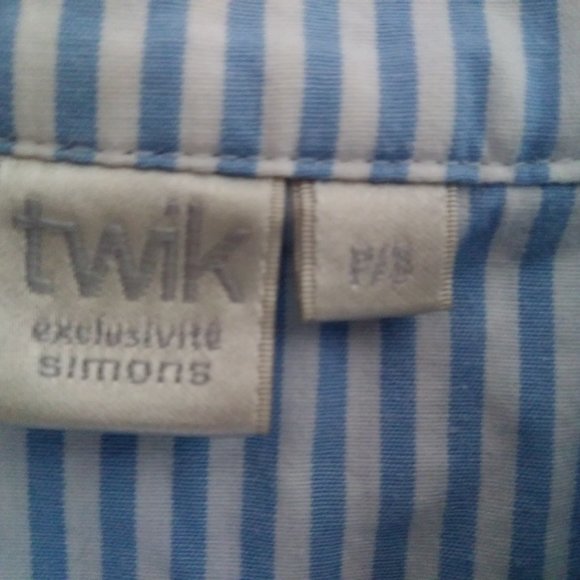 twik
exclusivité
simons
P/S